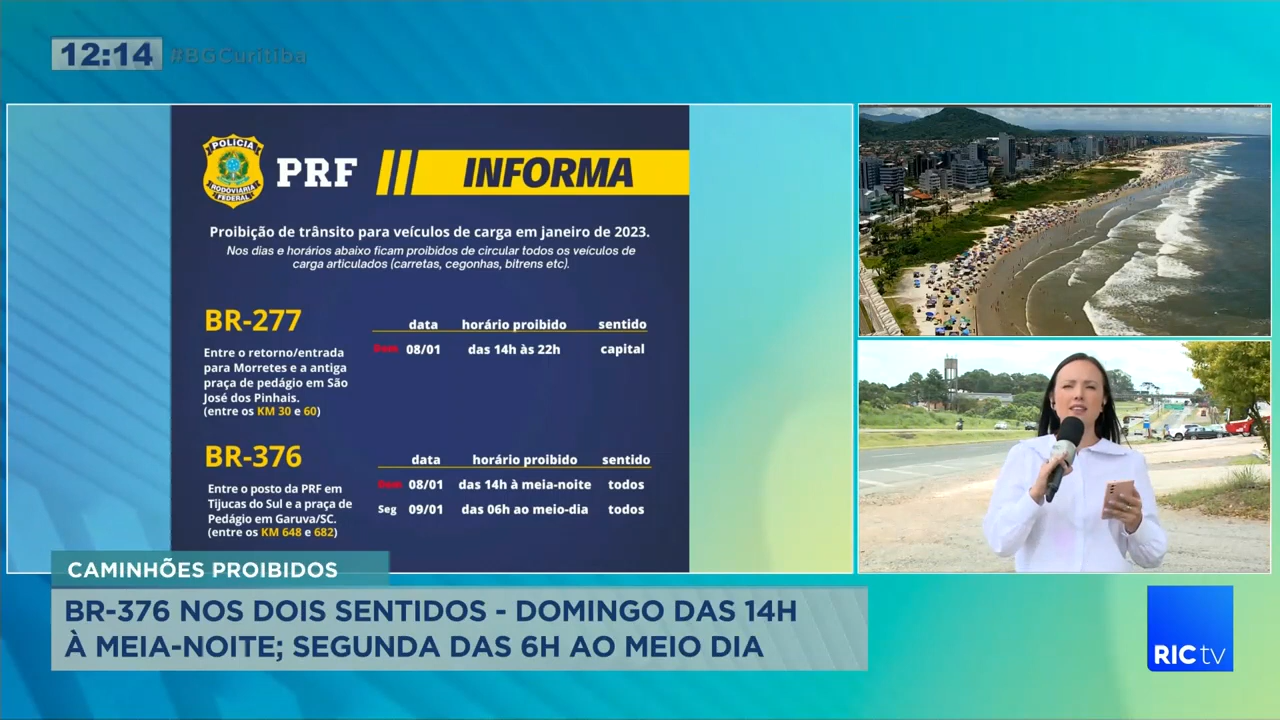 12:14 #BGCuritiba
POLÍCIA
RODOVIÁRIA
FEDERAL
PRF
INFORMA
Proibição de trânsito para veículos de carga em janeiro de 2023.
Nos dias e horários abaixo ficam proibidos de circular todos os veículos de
carga articulados (carretas, cegonhas, bitrens etc).
BR-277
Entre o retorno/entrada
para Morretes e a antiga
praça de pedágio em São
José dos Pinhais.
(entre os KM 30 e 60)
data horário proibido sentido
Dom 08/01 das 14h às 22h capital
BR-376
Entre o posto da PRF em
Tijucas do Sul e a praça de
Pedágio em Garuva/SC.
(entre os KM 648 e 682)
data horário proibido sentido
Dom 08/01 das 14h à meia-noite todos
Seg 09/01 das 06h ao meio-dia todos
CAMINHÕES PROIBIDOS
BR-376 NOS DOIS SENTIDOS - DOMINGO DAS 14H
À MEIA-NOITE; SEGUNDA DAS 6H AO MEIO DIA
RIC tv